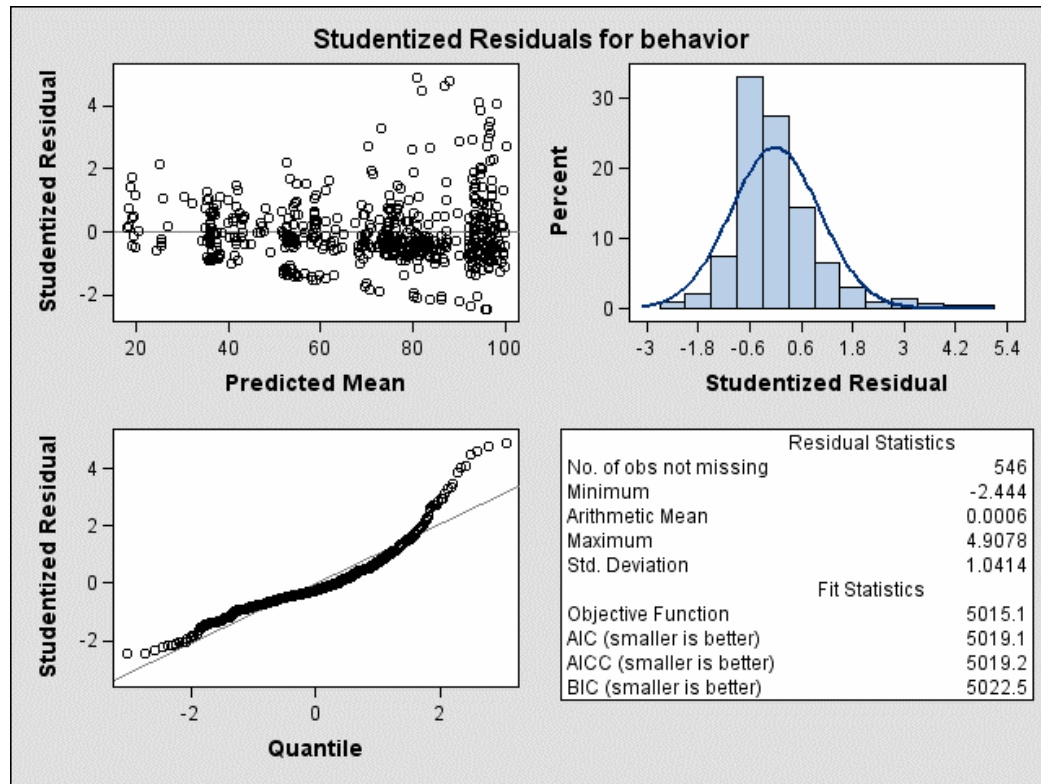 Studentized Residuals for behavior
Studentized Residual
4
2
0
-2
20 40 60 80 100
Predicted Mean
Percent
30
20
10
0
-3 -1.8 -0.6 0.6 1.8 3 4.2 5.4
Studentized Residual
Studentized Residual
4
2
0
-2
-2 0 2
Quantile
Residual Statistics
No. of obs not missing 546
Minimum -2.444
Arithmetic Mean 0.0006
Maximum 4.9078
Std. Deviation 1.0414
Fit Statistics
Objective Function 5015.1
AIC (smaller is better) 5019.1
AICC (smaller is better) 5019.2
BIC (smaller is better) 5022.5